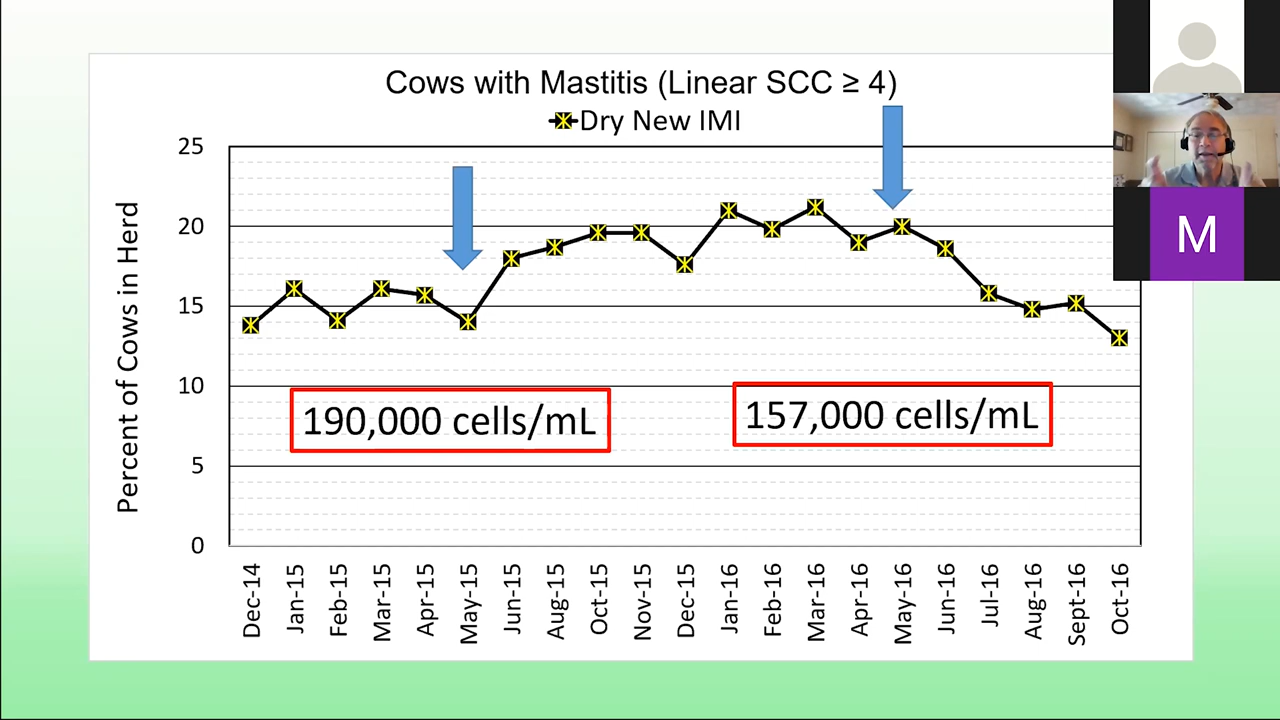 Cows with Mastitis (Linear SCC ≥ 4)
Dry New IMI
Percent of Cows in Herd
25
20
15
10
5
0
190,000 cells/mL
157,000 cells/mL
Dec-14
Jan-15
Feb-15
Mar-15
Apr-15
May-15
Jun-15
Aug-15
Oct-15
Nov-15
Dec-15
Jan-16
Feb-16
Mar-16
Apr-16
May-16
Jun-16
Jul-16
Aug-16
Sept-16
Oct-16
M